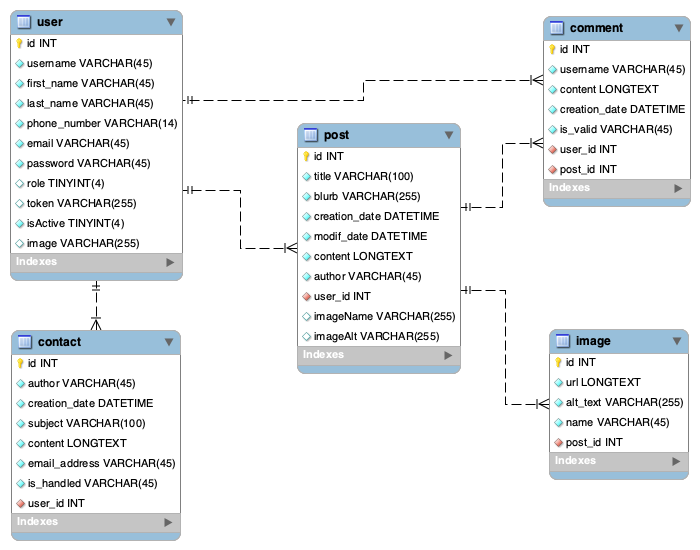 user
id INT
username VARCHAR(45)
first_name VARCHAR(45)
last_name VARCHAR(45)
phone_number VARCHAR(14)
email VARCHAR(45)
password VARCHAR(45)
role TINYINT(4)
token VARCHAR(255)
isActive TINYINT(4)
image VARCHAR(255)
Indexes
contact
id INT
author VARCHAR(45)
creation_date DATETIME
subject VARCHAR(100)
content LONGTEXT
email_address VARCHAR(45)
is_handled VARCHAR(45)
user_id INT
Indexes
post
id INT
title VARCHAR(100)
blurb VARCHAR(255)
creation_date DATETIME
modif_date DATETIME
content LONGTEXT
author VARCHAR(45)
user_id INT
imageName VARCHAR(255)
imageAlt VARCHAR(255)
Indexes
comment
id INT
username VARCHAR(45)
content LONGTEXT
creation_date DATETIME
is_valid VARCHAR(45)
user_id INT
post_id INT
Indexes
image
id INT
url LONGTEXT
alt_text VARCHAR(255)
name VARCHAR(45)
post_id INT
Indexes